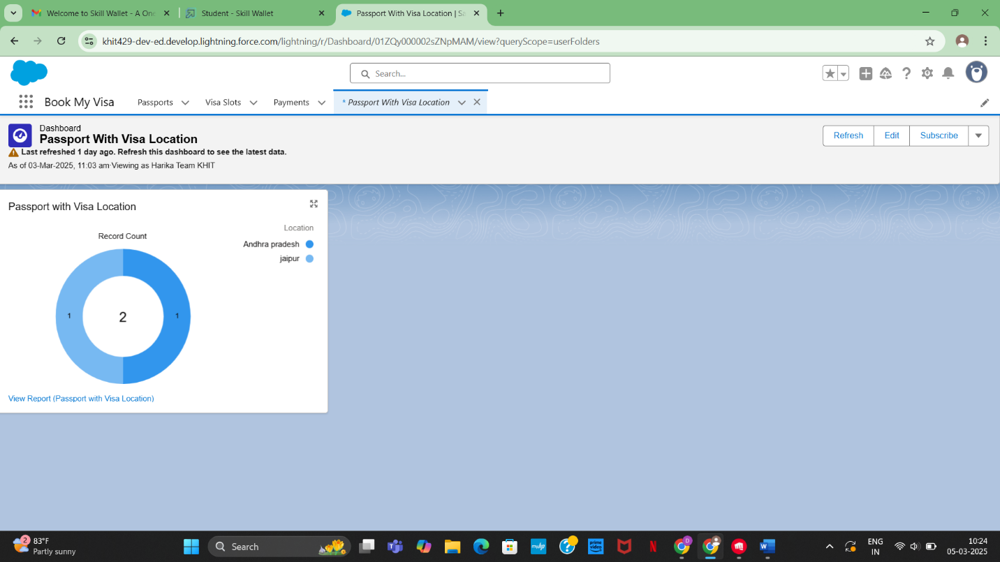 Welcome to Skill Wallet - A One
Student - Skill Wallet
Passport With Visa Location | Sa
khit429-dev-ed.develop.lightning.force.com/lightning/r/Dashboard/01ZQy000002sZNpMAM/view?queryScope=userFolders
Search...
Book My Visa
Passports
Visa Slots
Payments
* Passport With Visa Location
Dashboard
Passport With Visa Location
Last refreshed 1 day ago. Refresh this dashboard to see the latest data.
As of 03-Mar-2025, 11:03 am·Viewing as Harika Team KHIT
Refresh
Edit
Subscribe
Passport with Visa Location
Record Count
Location
Andhra pradesh
jaipur
1
2
1
View Report (Passport with Visa Location)
2
83°F
Partly sunny
Search
myhp
prime
video
D
N
W
ENG
IN
10:24
05-03-2025